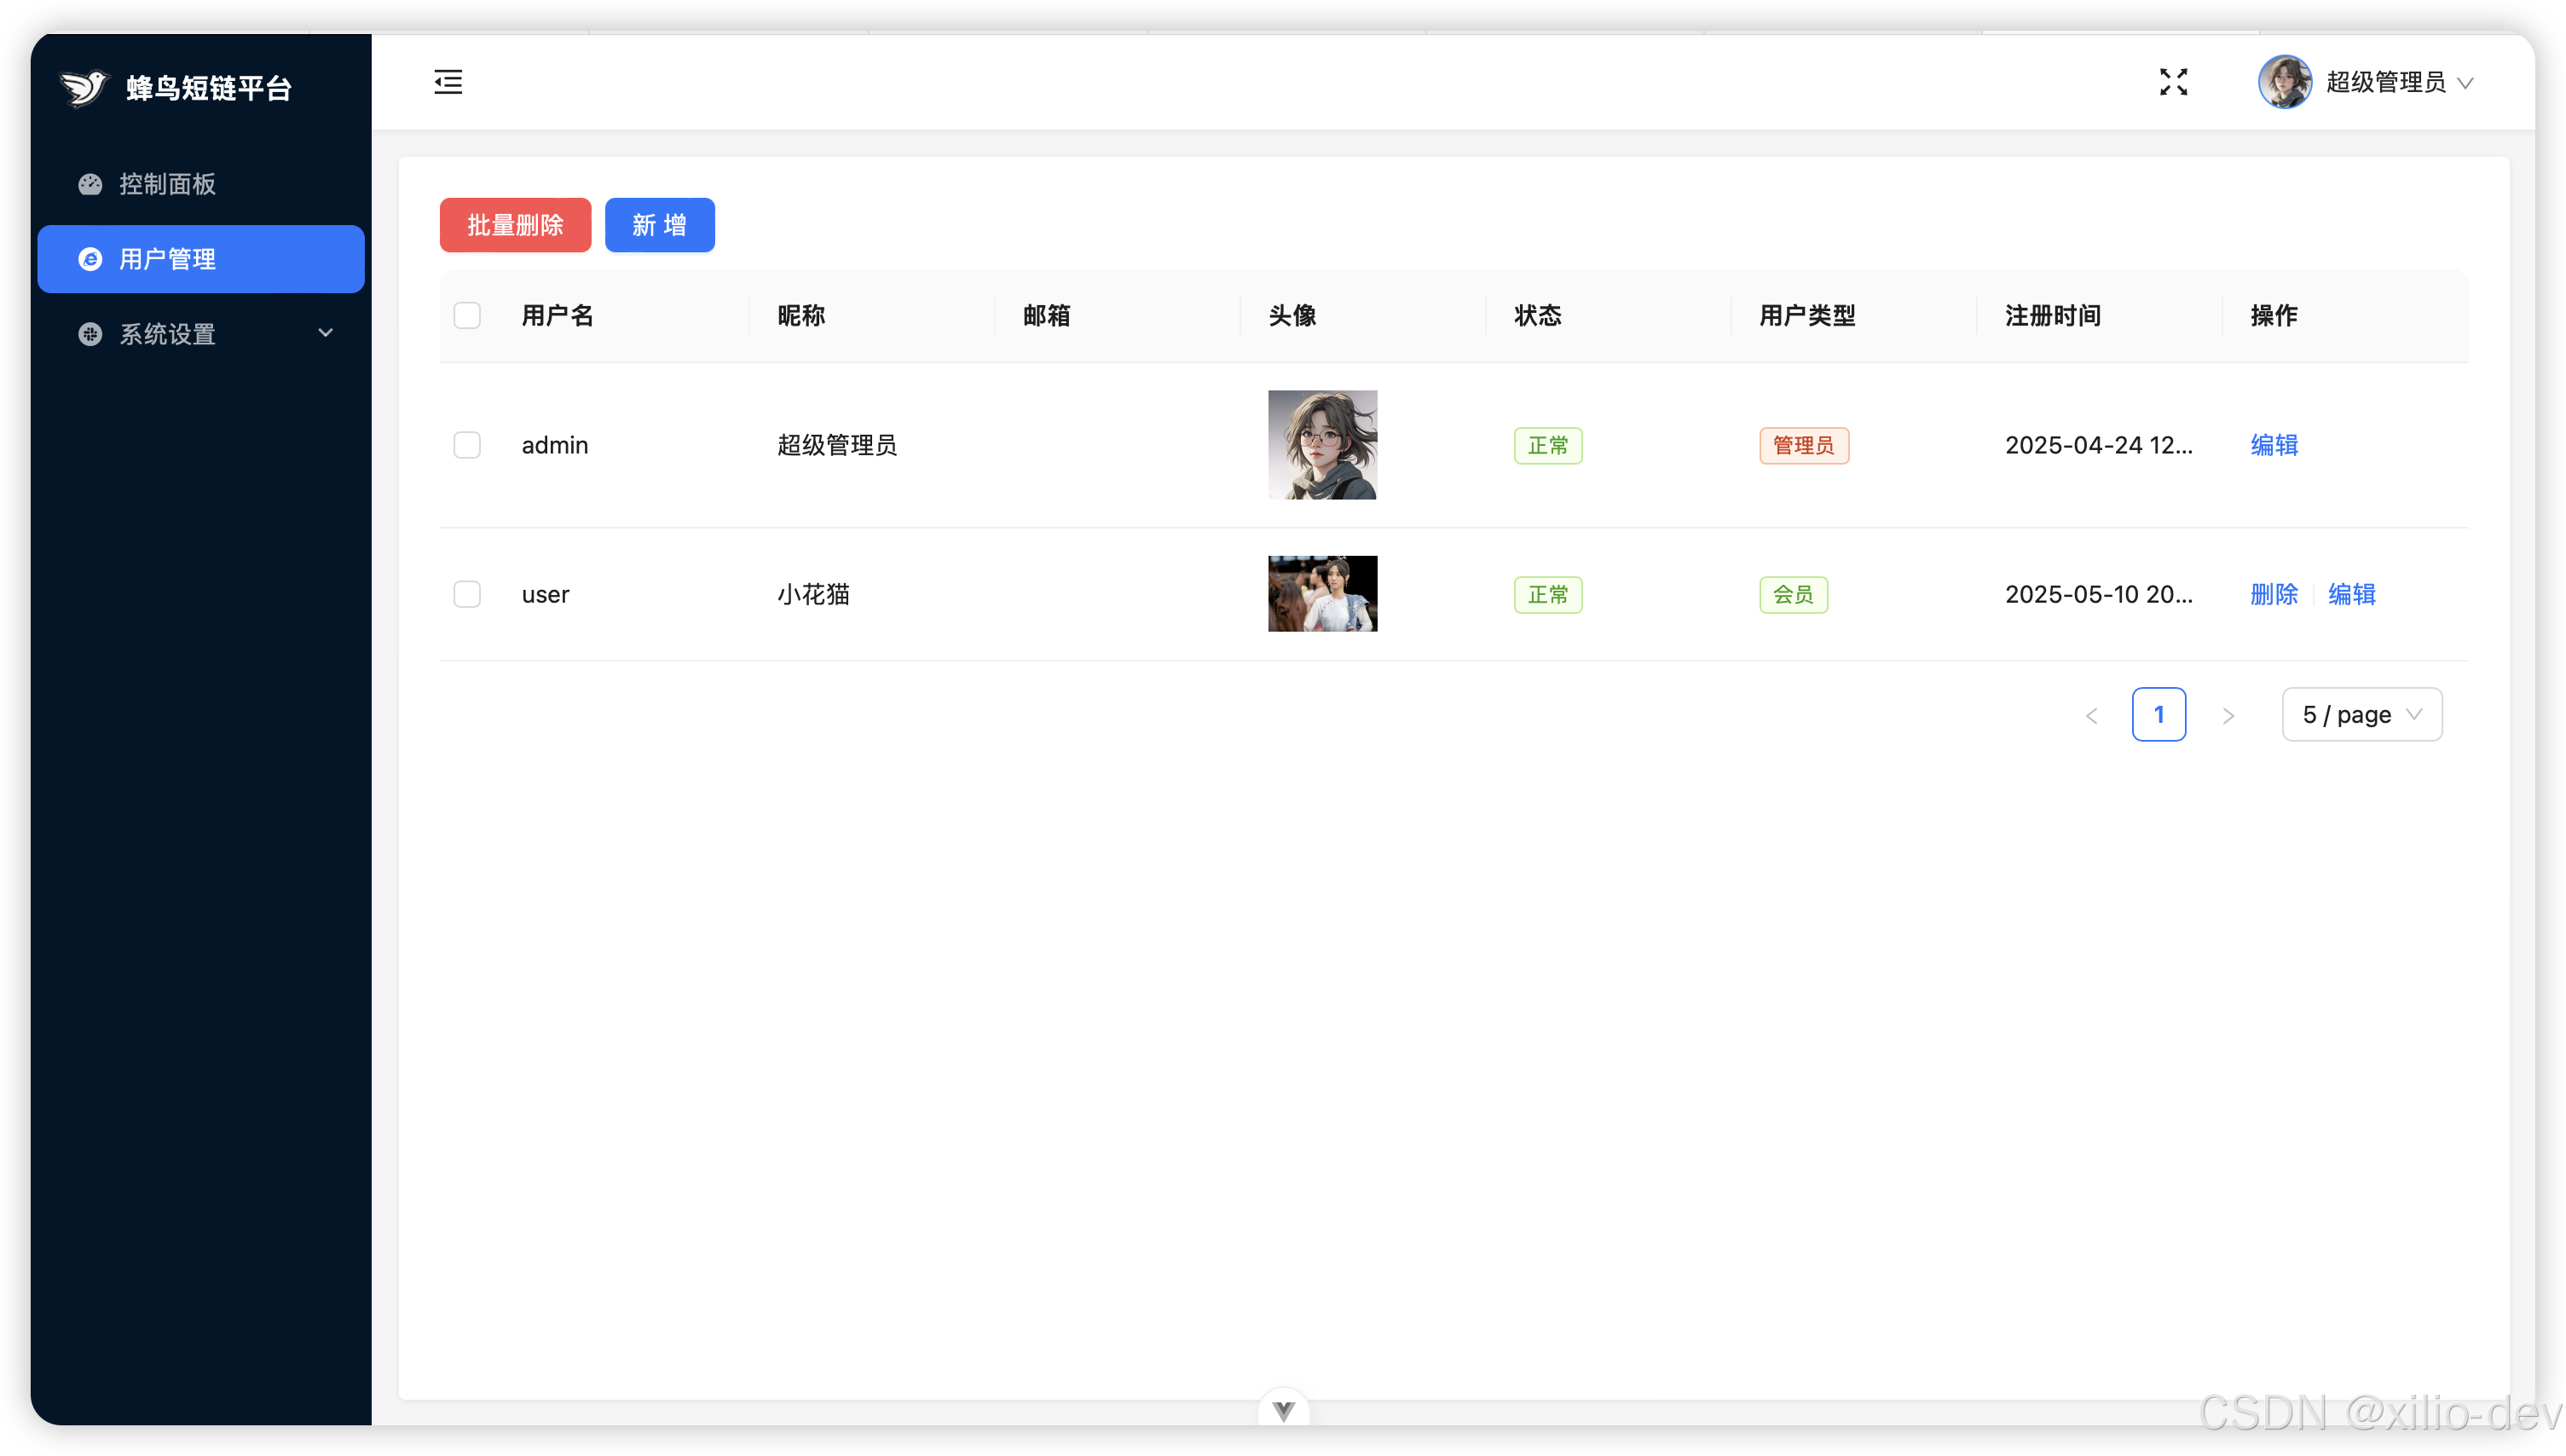 蜂鸟短链平台
超级管理员
控制面板
用户管理
系统设置
批量删除 新 增
用户名 昵称 邮箱 头像 状态 用户类型 注册时间 操作
admin 超级管理员 正常 管理员 2025-04-24 12... 编辑
user 小花猫 正常 会员 2025-05-10 20... 删除 编辑
1 5 / page
CSDN @xilio-dev